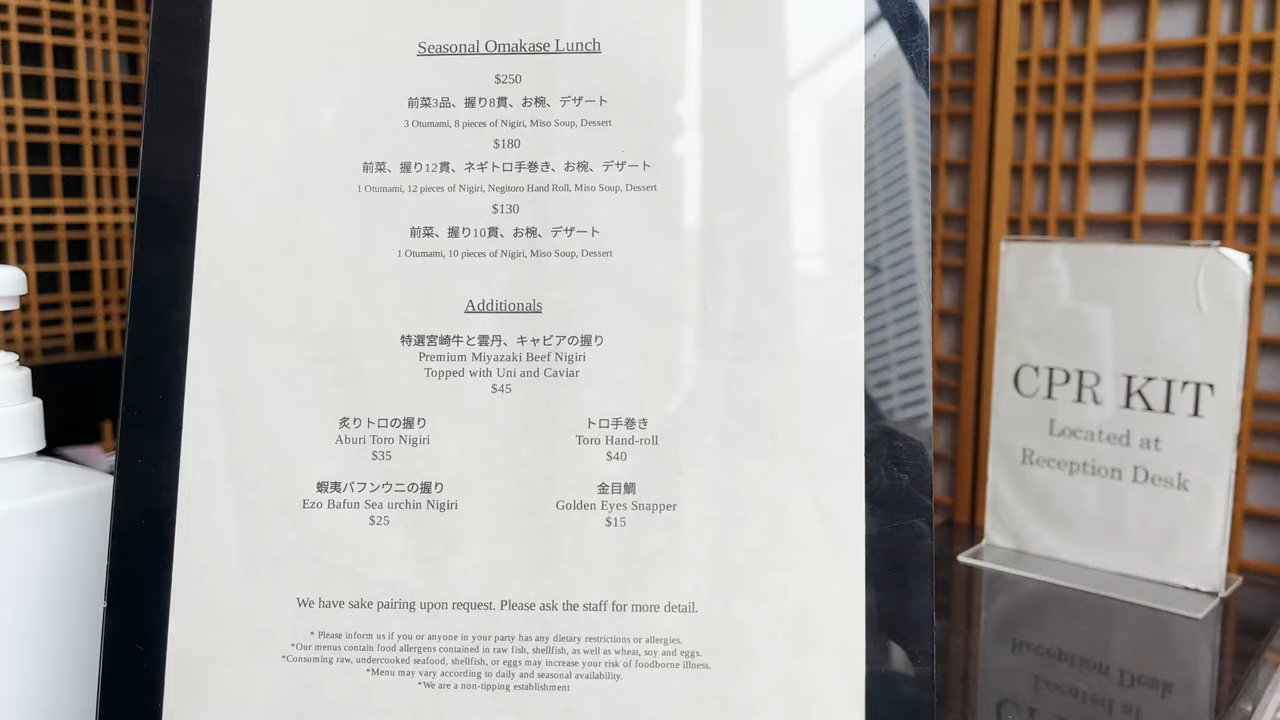 Seasonal Omakase Lunch
$250
前菜3品、握り8貫、お椀、デザート
3 Otumami, 8 pieces of Nigiri, Miso Soup, Dessert
$180
前菜、握り12貫、ネギトロ手巻き、お椀、デザート
1 Otumami, 12 pieces of Nigiri, Negitoro Hand Roll, Miso Soup, Dessert
$130
前菜、握り10貫、お椀、デザート
1 Otumami, 10 pieces of Nigiri, Miso Soup, Dessert
Additionals
特選宮崎牛と雲丹、キャビアの握り
Premium Miyazaki Beef Nigiri
Topped with Uni and Caviar
$45
炙りトロの握り
Aburi Toro Nigiri
$35
トロ手巻き
Toro Hand-roll
$40
蝦夷バフンウニの握り
Ezo Bafun Sea urchin Nigiri
$25
金目鯛
Golden Eyes Snapper
$15
We have sake pairing upon request. Please ask the staff for more detail.
* Please inform us if you or anyone in your party has any dietary restrictions or allergies.
*Our menus contain food allergens contained in raw fish, shellfish, as well as wheat, soy and eggs.
*Consuming raw, undercooked seafood, shellfish, or eggs may increase your risk of foodborne illness.
*Menu may vary according to daily and seasonal availability.
*We are a non-tipping establishment
CPR KIT
Located at
Reception Desk